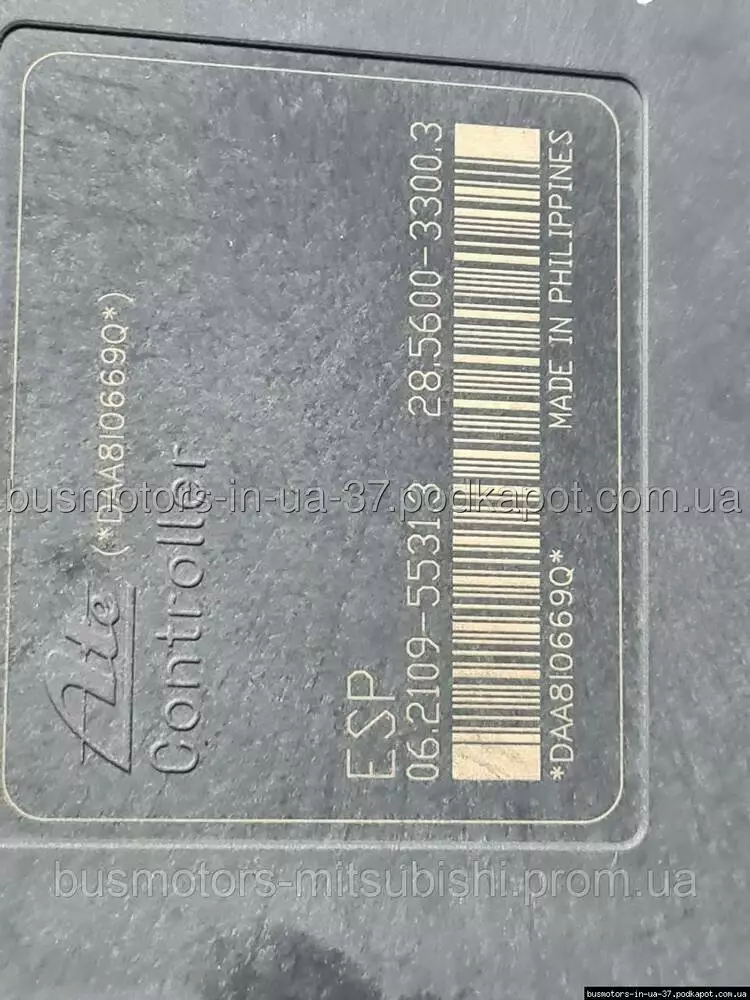 Ate (*DAA8I0669Q*)
Controller
ESP
06.2109-5531.3 28.5600-3300.3
*DAA8I0669Q* MADE IN PHILIPPINES
busmotors-in-ua-37.podkapot.com.ua
busmotors-mitsubishi.prom.ua
busmotors-in-ua-37.podkapot.com.ua